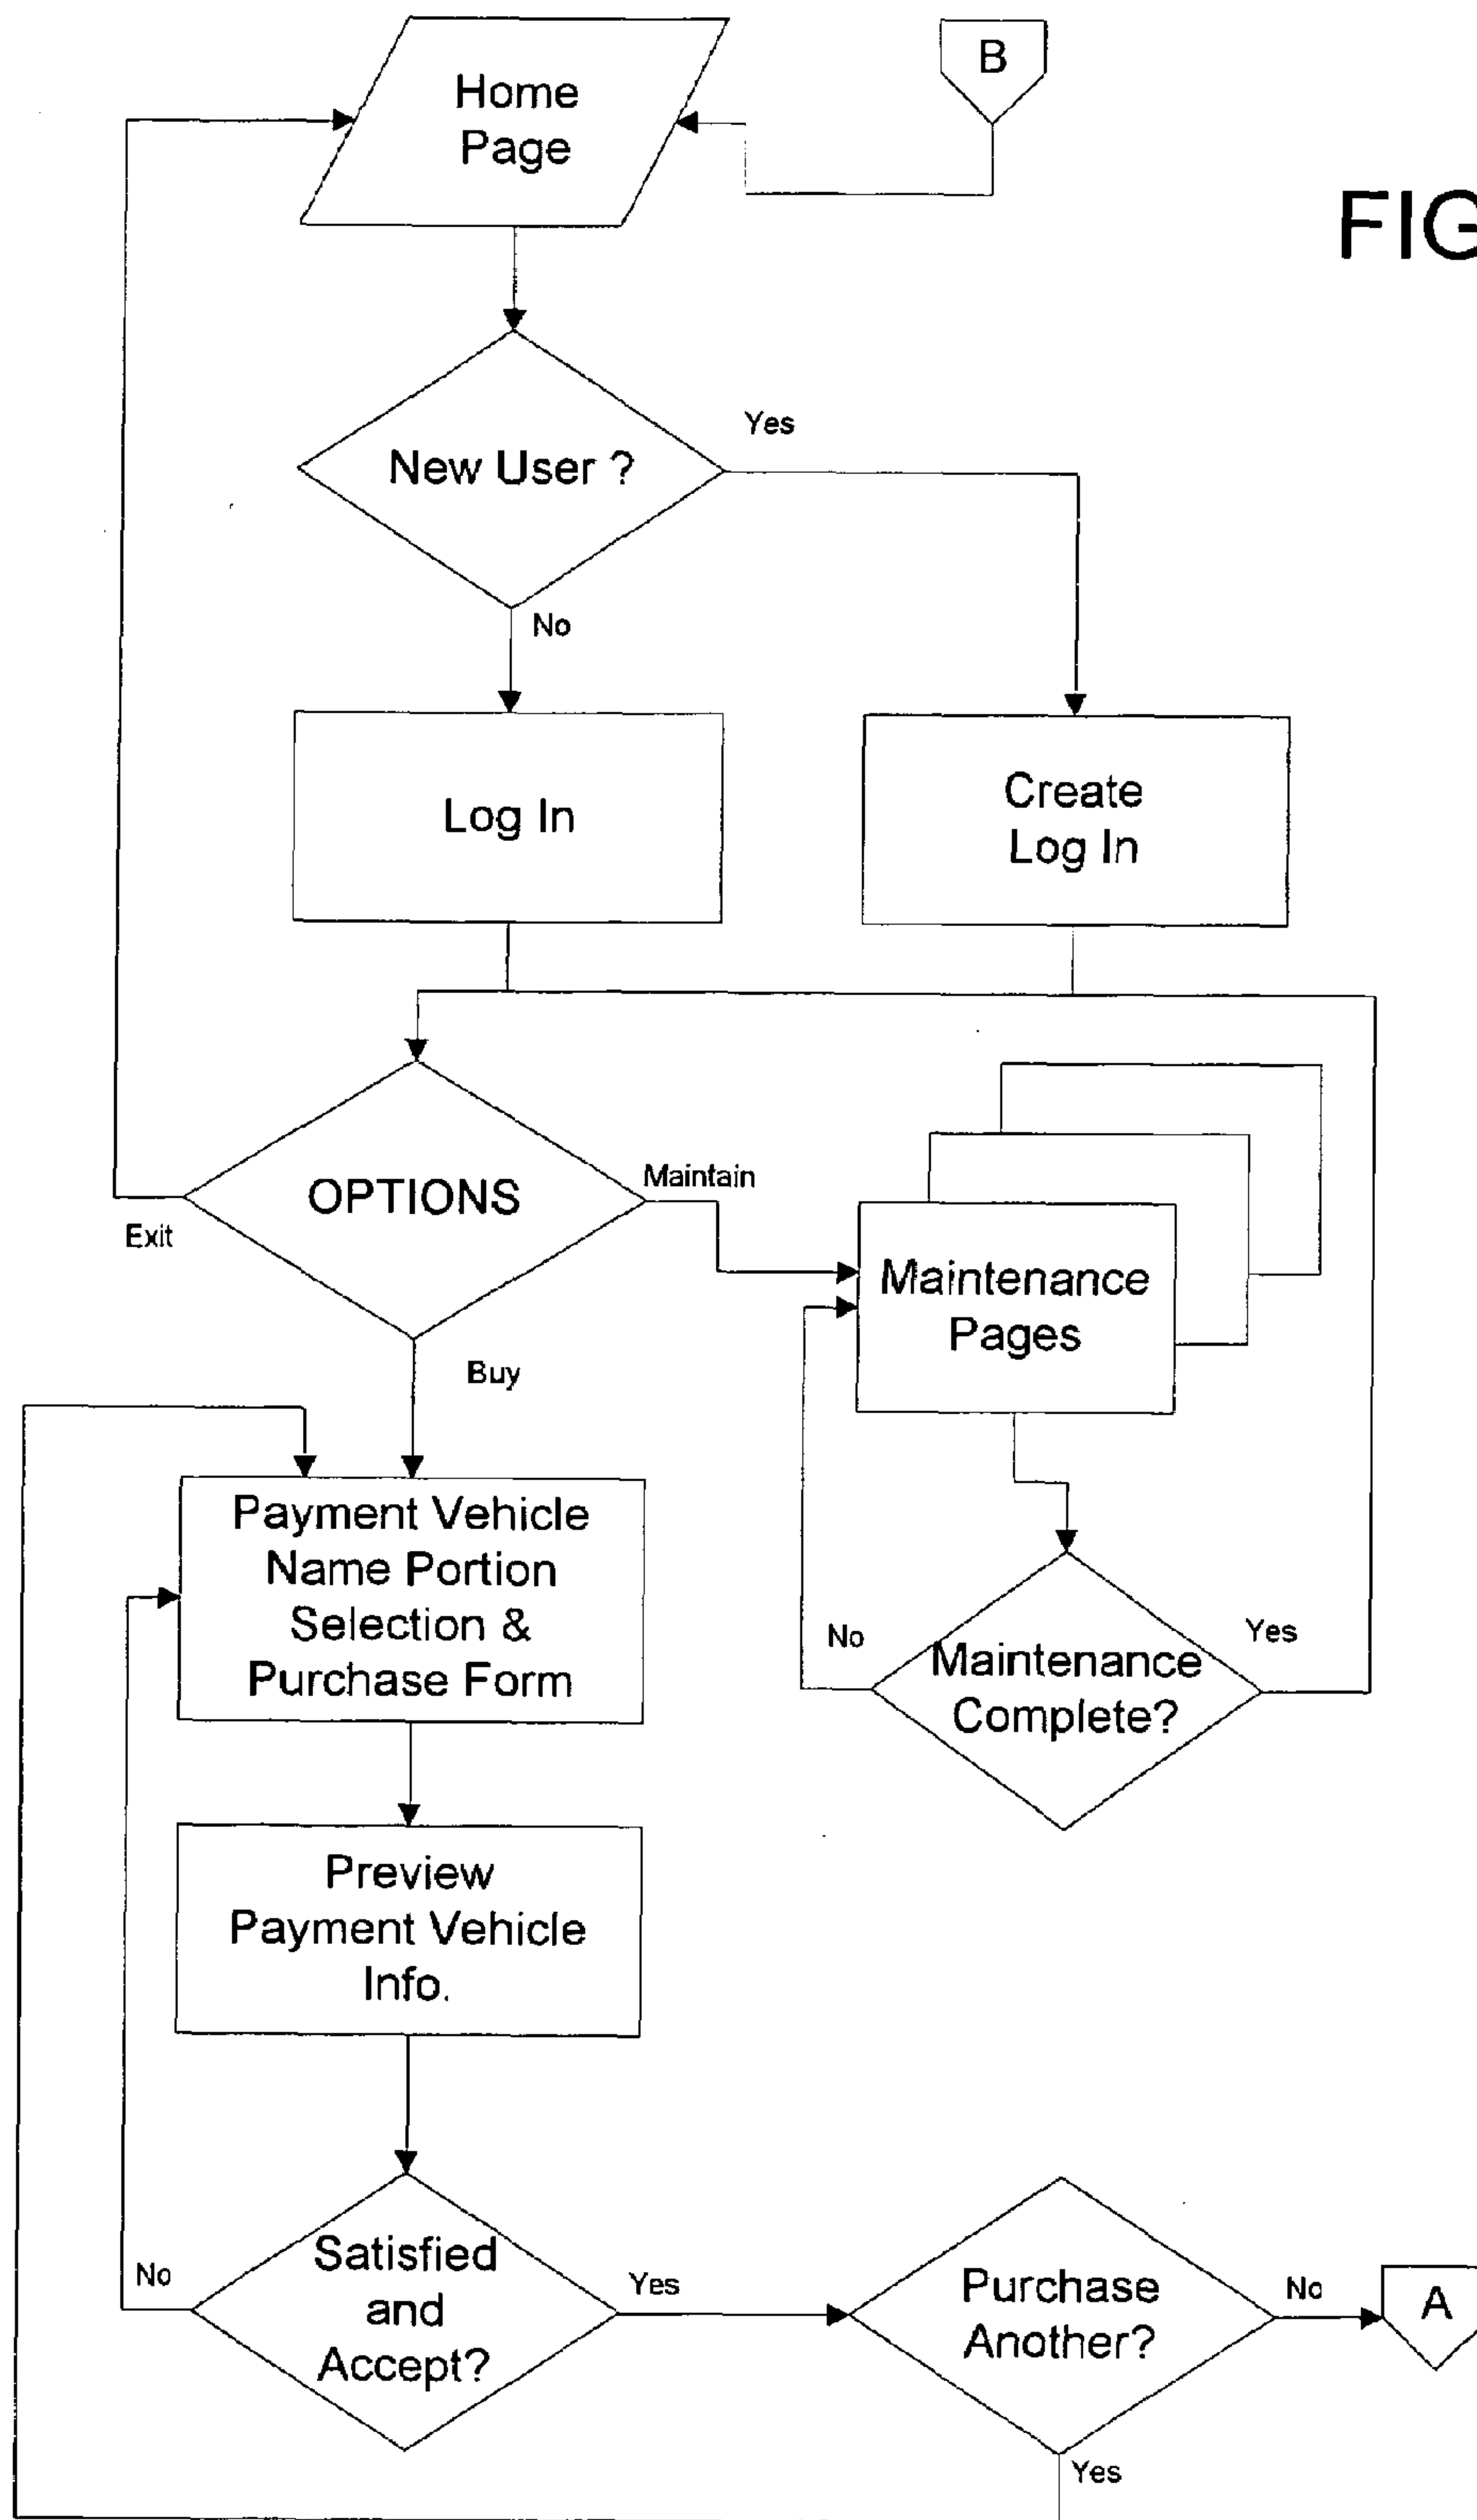 Home
Page
B
FIG
New User ?
Yes
No
Log In
Create
Log In
OPTIONS
Maintain
Exit
Maintenance
Pages
Buy
Payment Vehicle
Name Portion
Selection &
Purchase Form
No
Maintenance
Complete?
Yes
Preview
Payment Vehicle
Info.
No
Satisfied
and
Accept?
Yes
Purchase
Another?
No
A
Yes